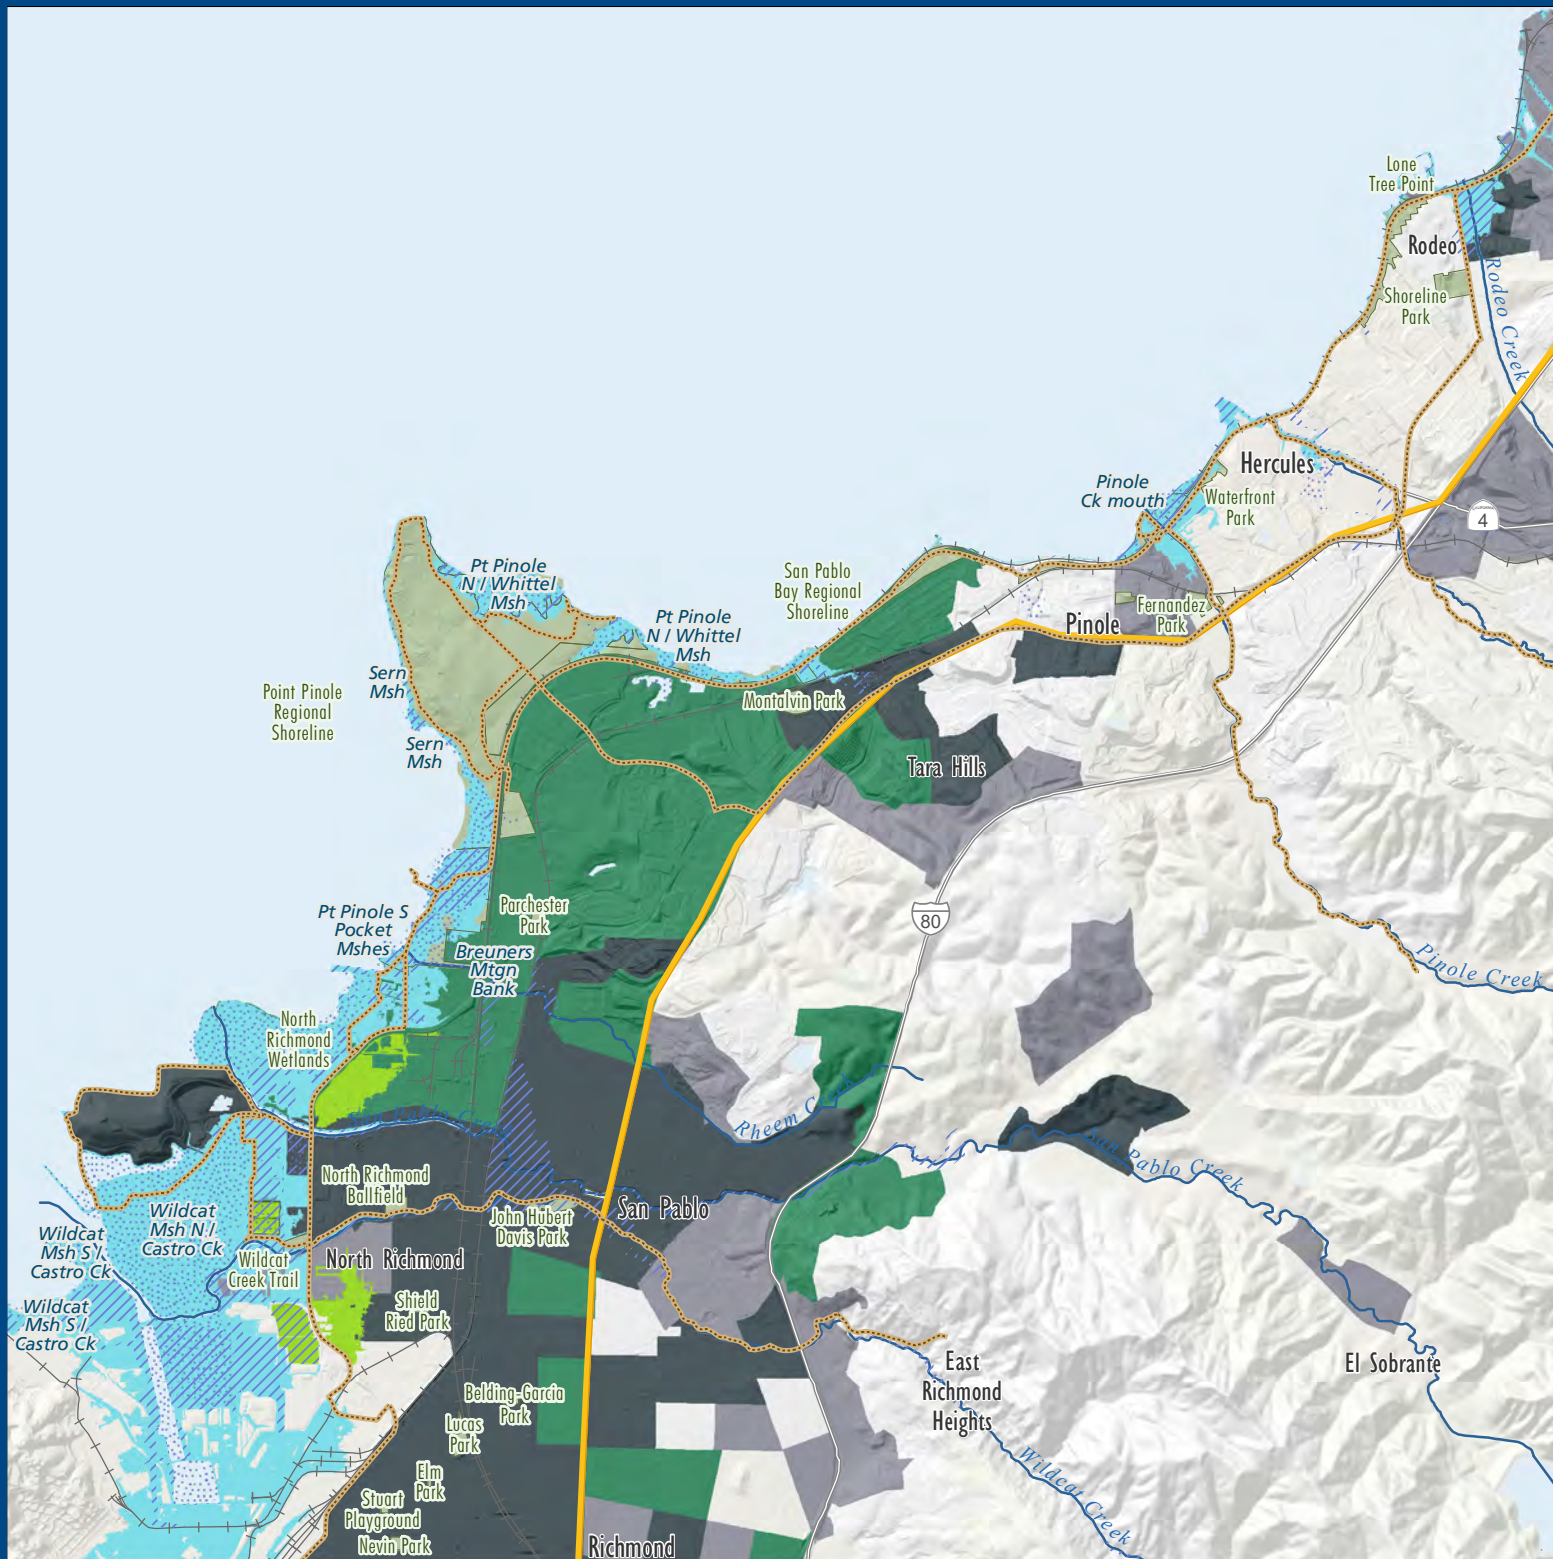 Lone
Tree Point
Rodeo
Shoreline
Park
Rodeo Creek
Hercules
Pinole
Ck mouth
Waterfront
Park
4
Pt Pinole
N / Whittel
Msh
San Pablo
Bay Regional
Shoreline
Fernandez
Park
Pinole
Pt Pinole
N / Whittel
Msh
Sern
Msh
Point Pinole
Regional
Shoreline
Montalvin Park
Sern
Msh
Tara Hills
80
Parchester
Park
Pt Pinole S
Pocket
Mshes
Breuners
Mtgn
Bank
Pinole Creek
North
Richmond
Wetlands
San Pablo C
Rheem Creek
San Pablo Creek
North Richmond
Ballfield
San Pablo
John Hubert
Davis Park
Wildcat
Msh N /
Castro Ck
Wildcat
Msh S \
Castro Ck
Wildcat
Creek Trail
North Richmond
Wildcat
Msh S /
Castro Ck
Shield
Ried Park
East
Richmond
Heights
El Sobrante
Belding-Garcia
Park
Lucas
Park
Wildcat Creek
Elm
Park
Stuart
Playground
Nevin Park
Richmond